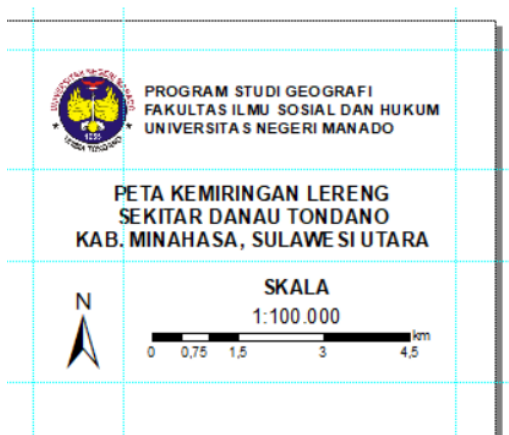 PROGRAM STUDI GEOGRAFI
FAKULTAS ILMU SOSIAL DAN HUKUM
UNIVERSITAS NEGERI MANADO
PETA KEMIRINGAN LERENG
SEKITAR DANAU TONDANO
KAB. MINAHASA, SULAWESI UTARA
N
SKALA
1:100.000
km
0 0,75 1,5 3 4,5